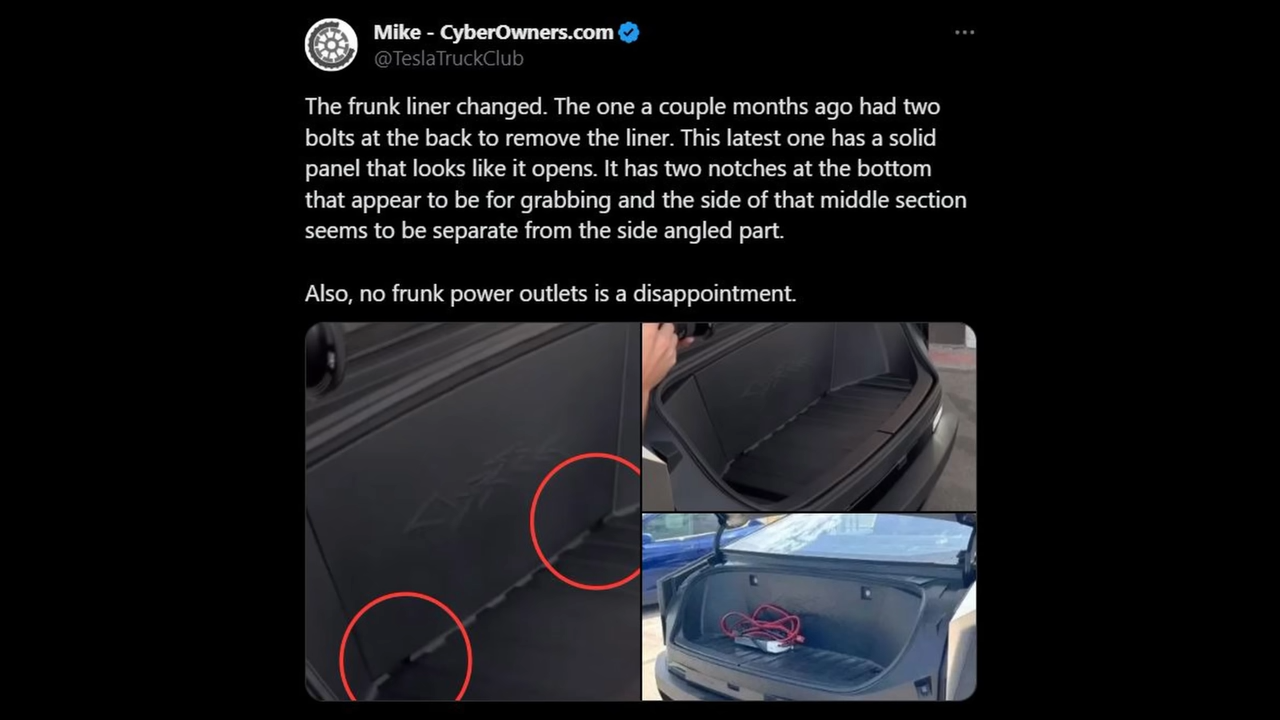 Mike - CyberOwners.com
@TeslaTruckClub
The frunk liner changed. The one a couple months ago had two
bolts at the back to remove the liner. This latest one has a solid
panel that looks like it opens. It has two notches at the bottom
that appear to be for grabbing and the side of that middle section
seems to be separate from the side angled part.
Also, no frunk power outlets is a disappointment.